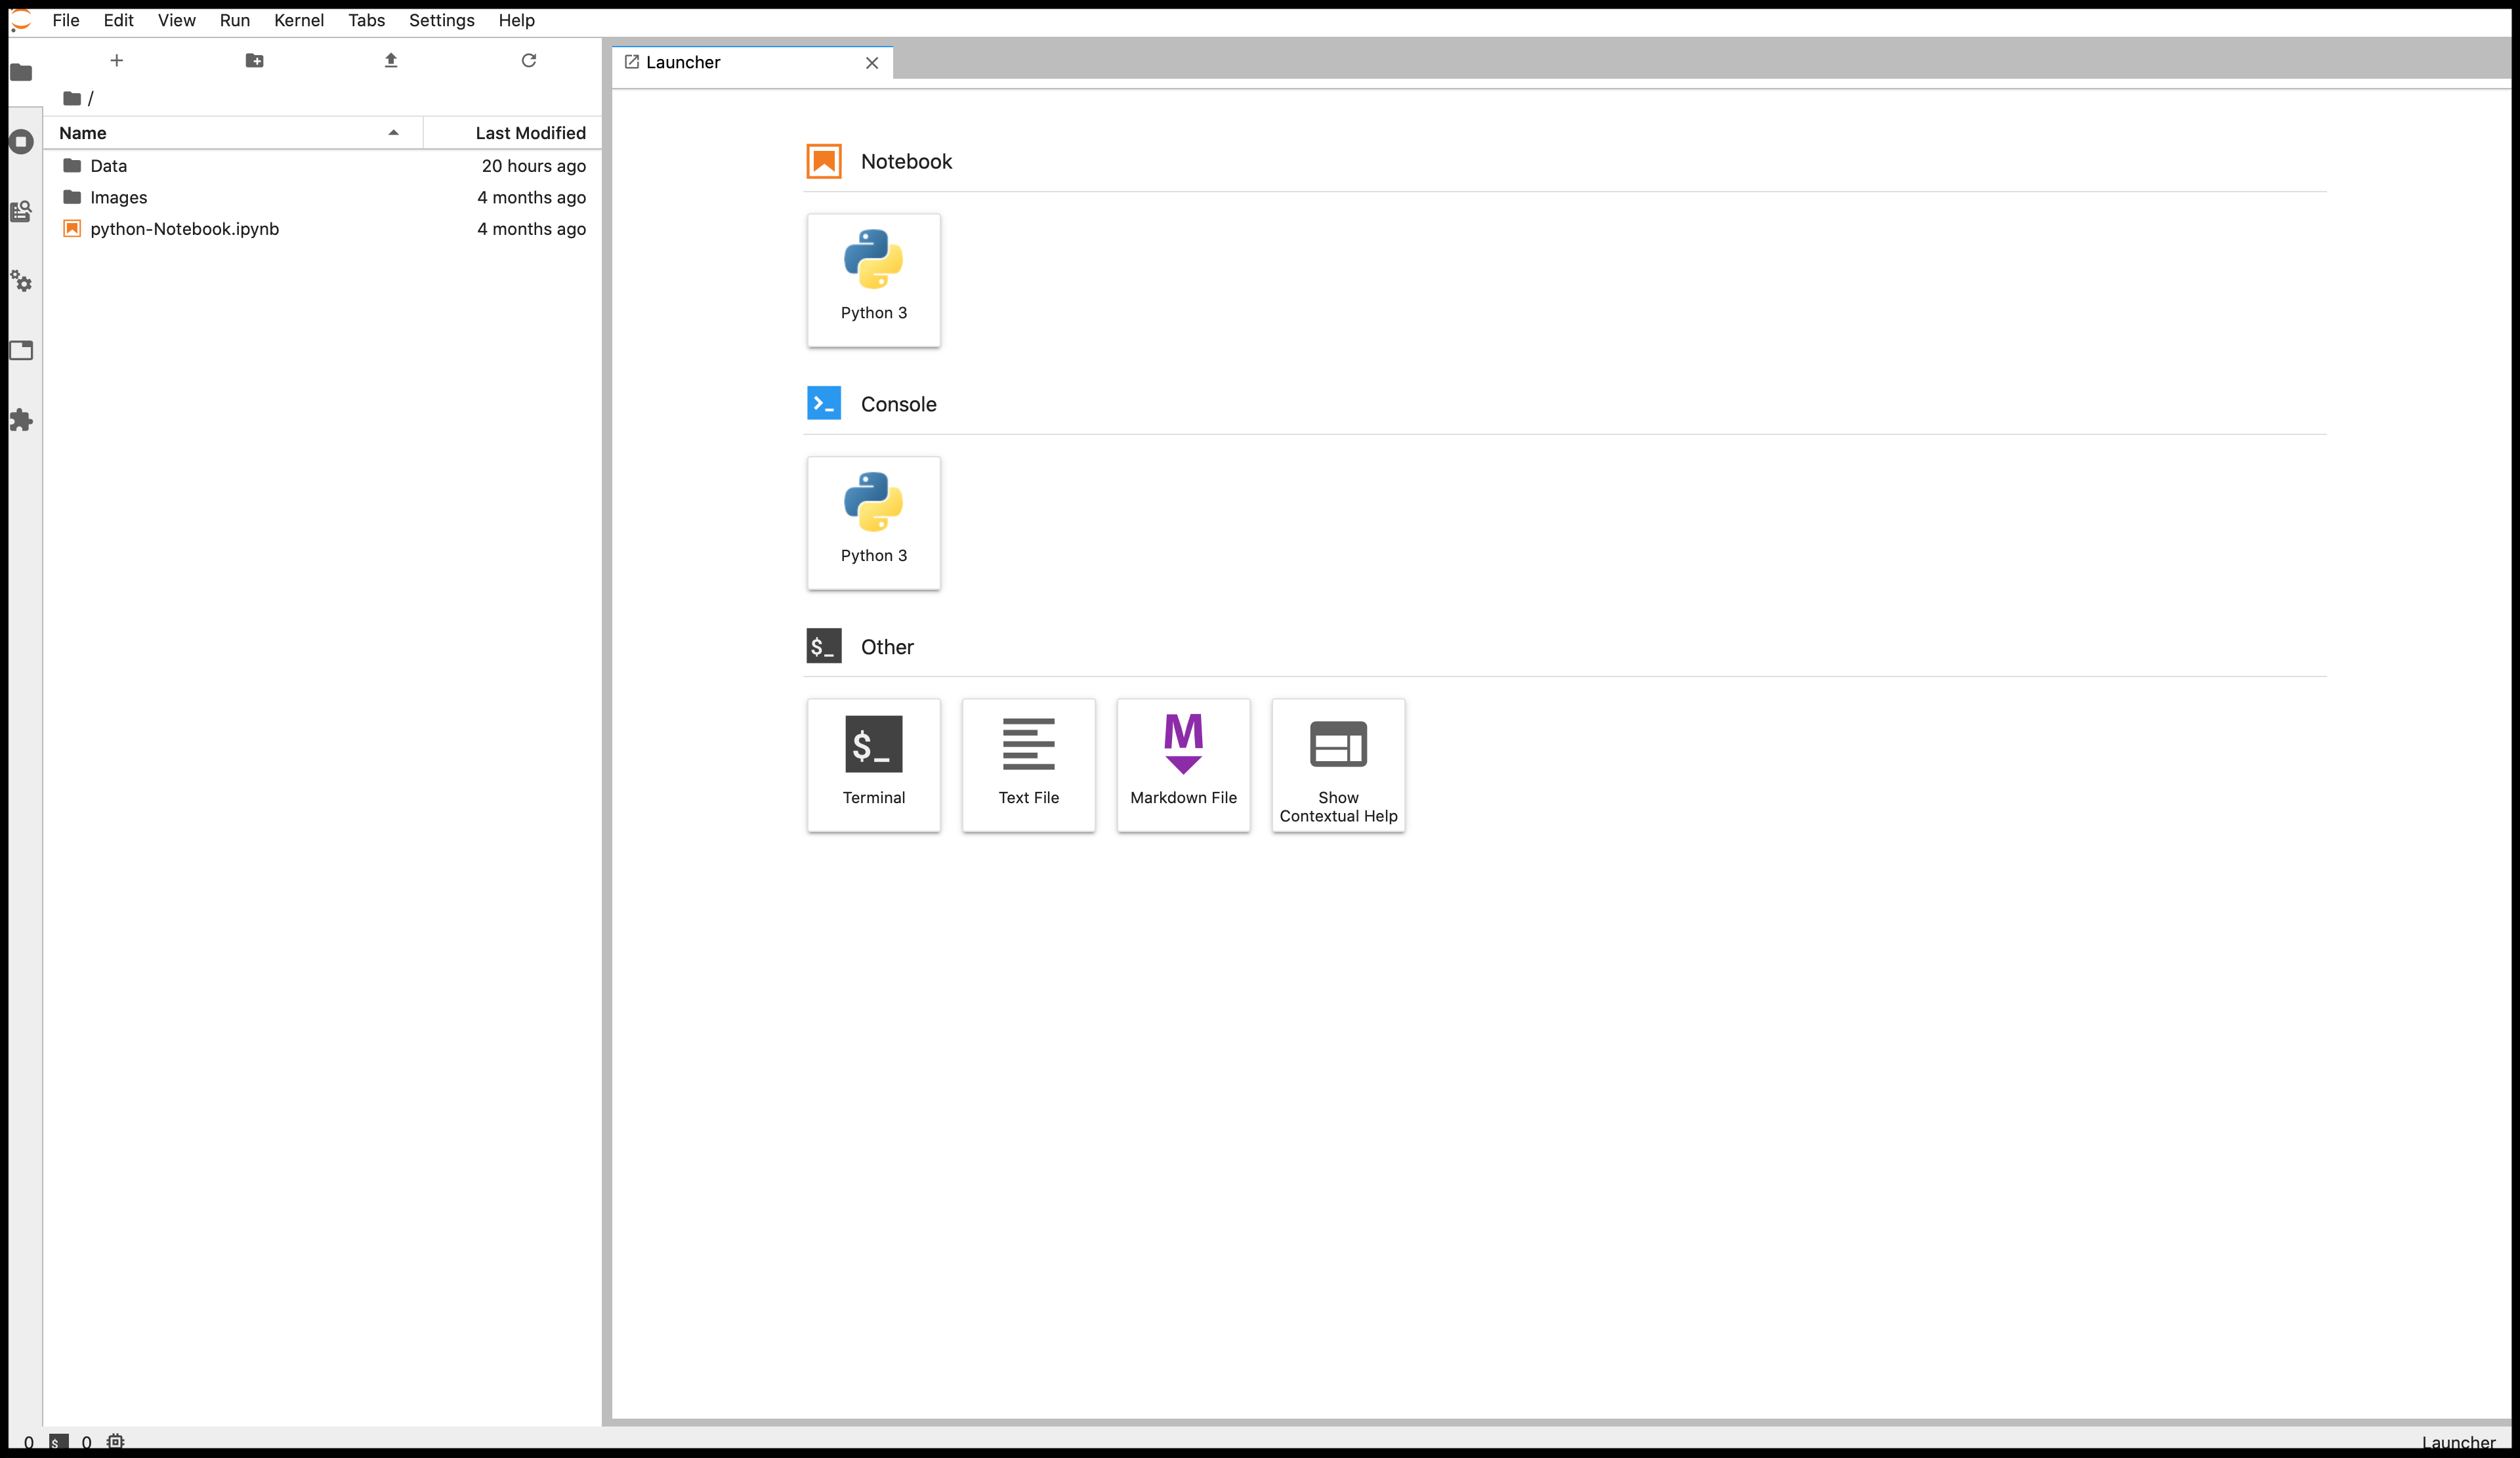 File Edit View Run Kernel Tabs Settings Help
Launcher
/
Name Last Modified
Data 20 hours ago
Images 4 months ago
python-Notebook.ipynb 4 months ago
Notebook
Python 3
Console
>_
Python 3
$_ Other
$_
Terminal
Text File
M
Markdown File
Show
Contextual Help
0 $ 0
Launcher